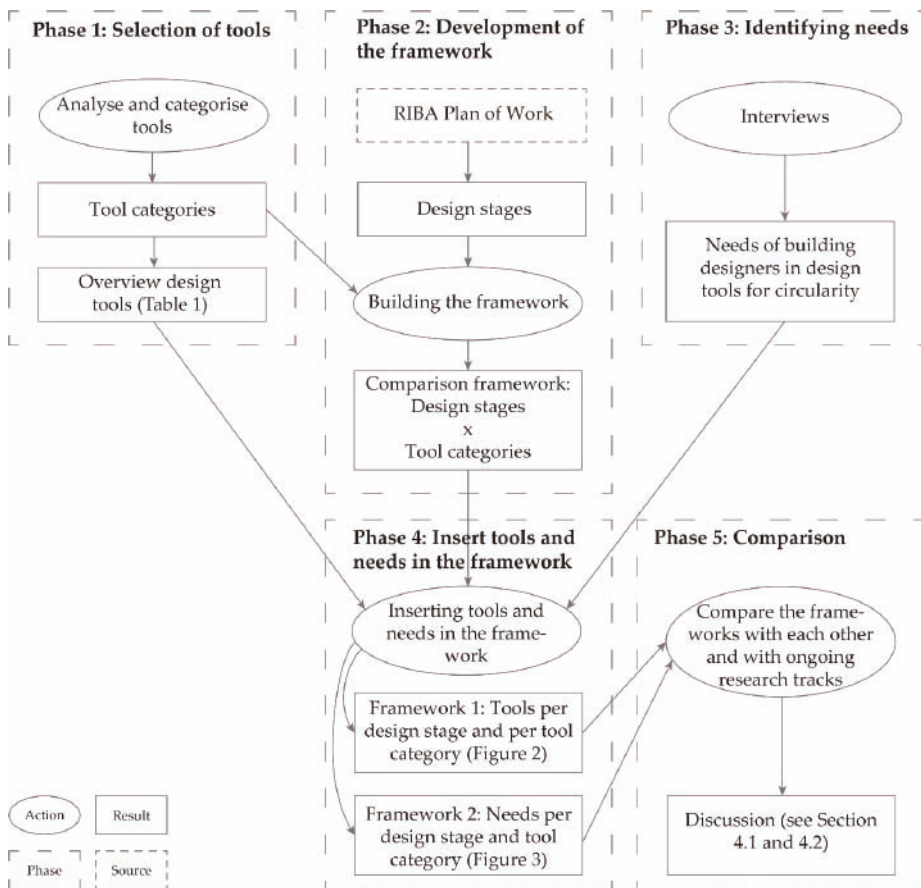 Phase 1: Selection of tools
Analyse and categorise
tools
Tool categories
Overview design
tools (Table 1)
Phase 2: Development of
the framework
RIBA Plan of Work
Design stages
Building the framework
Comparison framework:
Design stages
x
Tool categories
Phase 3: Identifying needs
Interviews
Needs of building
designers in design
tools for circularity
Phase 4: Insert tools and
needs in the framework
Inserting tools and
needs in the frame-
work
Framework 1: Tools per
design stage and per tool
category (Figure 2)
Framework 2: Needs per
design stage and tool
category (Figure 3)
Phase 5: Comparison
Compare the frame-
works with each other
and with ongoing
research tracks
Discussion (see Section
4.1 and 4.2)
Action
Result
Phase
Source